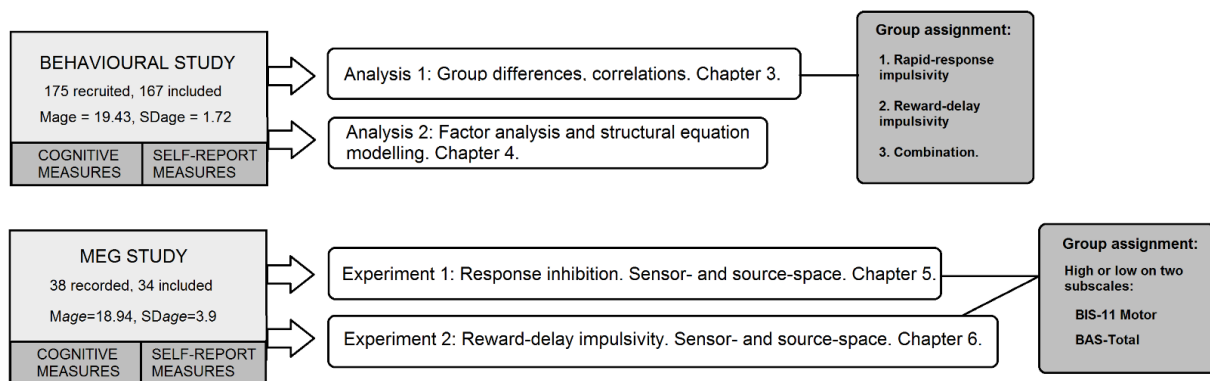 BEHAVIOURAL STUDY
175 recruited, 167 included
Mage = 19.43, SDage = 1.72
COGNITIVE
MEASURES
SELF-REPORT
MEASURES
Analysis 1: Group differences, correlations. Chapter 3.
Analysis 2: Factor analysis and structural equation
modelling. Chapter 4.
Group assignment:
1. Rapid-response
impulsivity
2. Reward-delay
impulsivity
3. Combination.
MEG STUDY
38 recorded, 34 included
Mage=18.94, SDage=3.9
COGNITIVE
MEASURES
SELF-REPORT
MEASURES
Experiment 1: Response inhibition. Sensor- and source-space. Chapter 5.
Experiment 2: Reward-delay impulsivity. Sensor- and source-space. Chapter 6.
Group assignment:
High or low on two
subscales:
BIS-11 Motor
BAS-Total